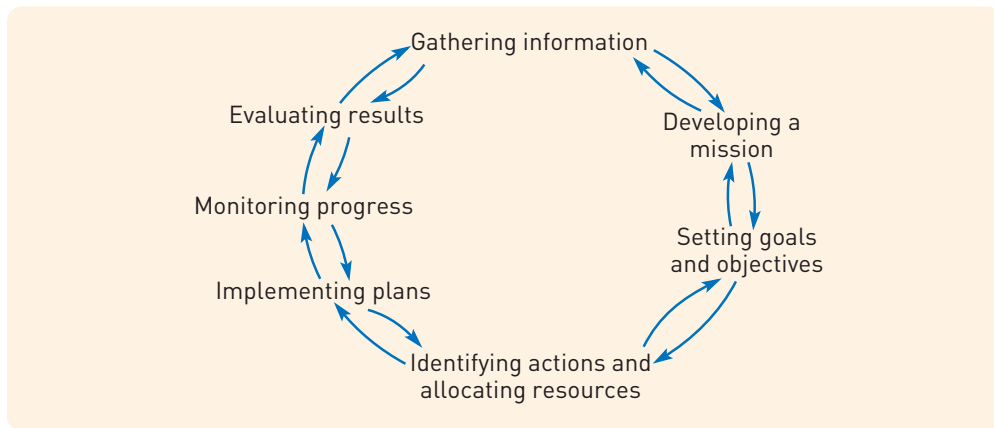 Gathering information
Developing a
mission
Setting goals
and objectives
Identifying actions and
allocating resources
Implementing plans
Monitoring progress
Evaluating results